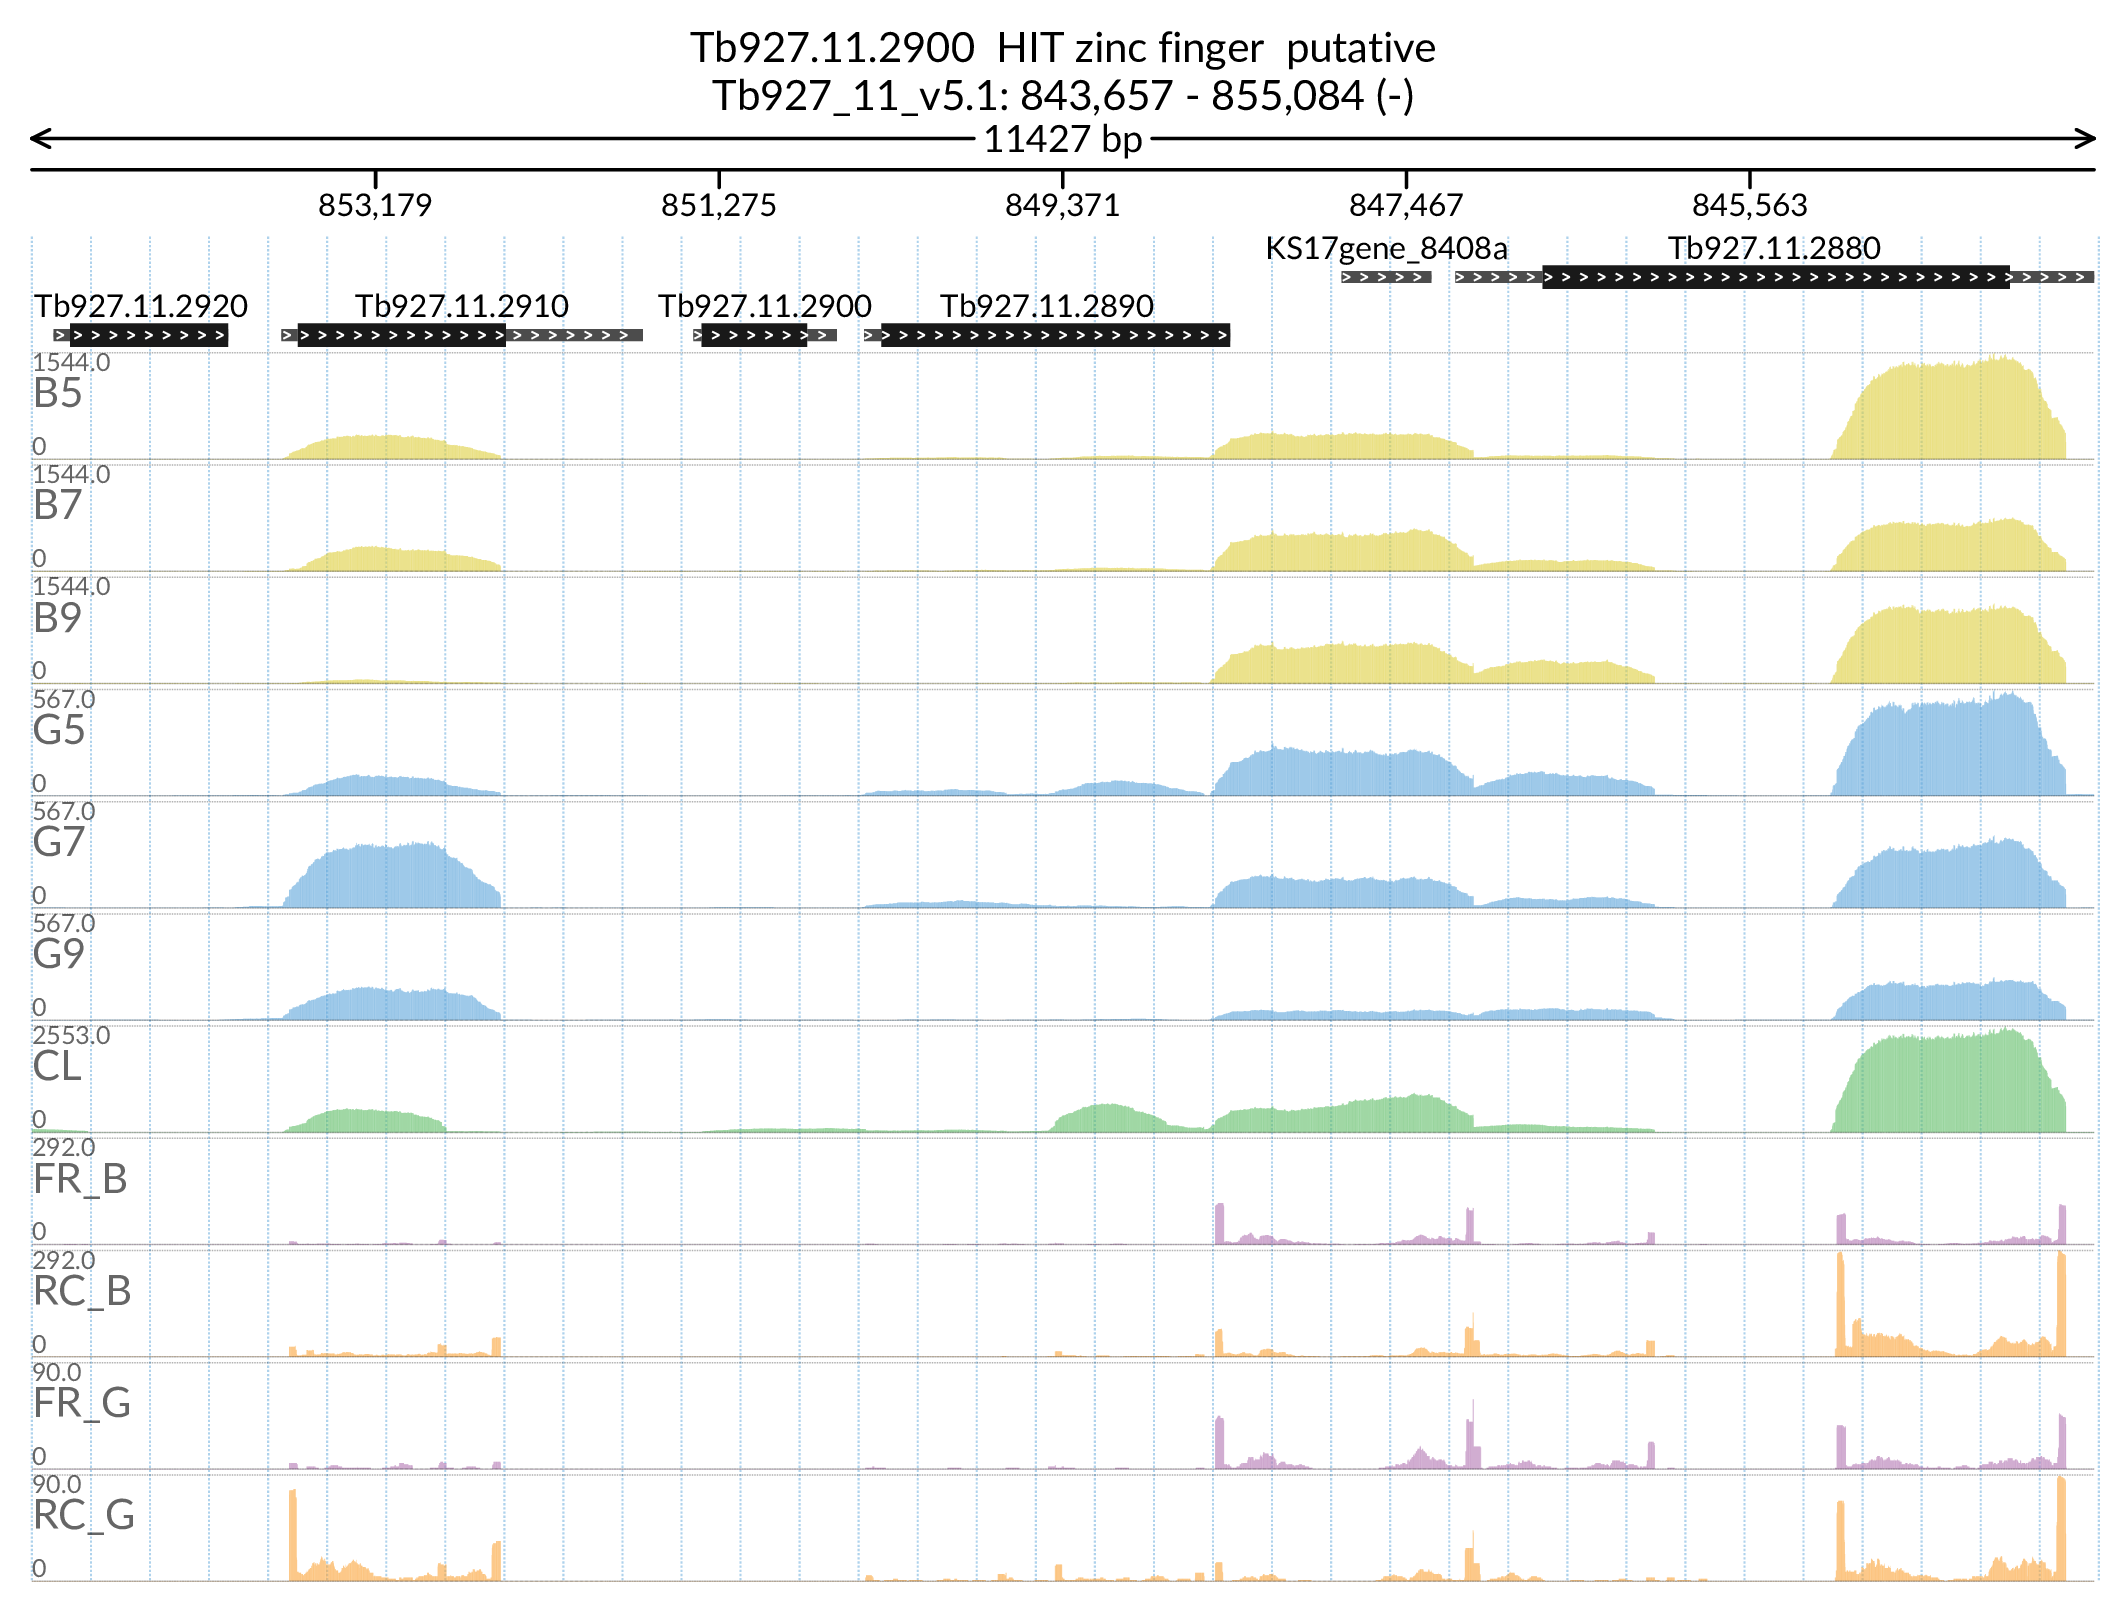 Tb927.11.2900  HIT zinc finger  putative
Tb927_11_v5.1: 843,657 - 855,084 (-)
11427 bp
853,179 851,275 849,371 847,467 845,563
KS17gene_8408a Tb927.11.2880
Tb927.11.2920 Tb927.11.2910 Tb927.11.2900 Tb927.11.2890
1544.0
B5
0
1544.0
B7
0
1544.0
B9
0
567.0
G5
0
567.0
G7
0
567.0
G9
0
2553.0
CL
0
292.0
FR_B
0
292.0
RC_B
0
90.0
FR_G
0
90.0
RC_G
0